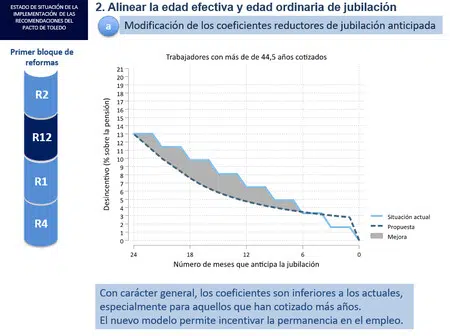 ESTADO DE SITUACIÓN DE LA
IMPLEMENTACIÓN DE LAS
RECOMENDACIONES DEL
PACTO DE TOLEDO
2. Alinear la edad efectiva y edad ordinaria de jubilación
a Modificación de los coeficientes reductores de jubilación anticipada
Primer bloque de
reformas
R2
R12
R1
R4
Trabajadores con más de de 44,5 años cotizados
Desincentivo (% sobre la pensión)
21
20
19
18
17
16
15
14
13
12
11
10
9
8
7
6
5
4
3
2
1
0
24
18
12
6
0
Número de meses que anticipa la jubilación
Situación actual
Propuesta
Mejora
Con carácter general, los coeficientes son inferiores a los actuales,
especialmente para aquellos que han cotizado más años.
El nuevo modelo permite incentivar la permanencia en el empleo.